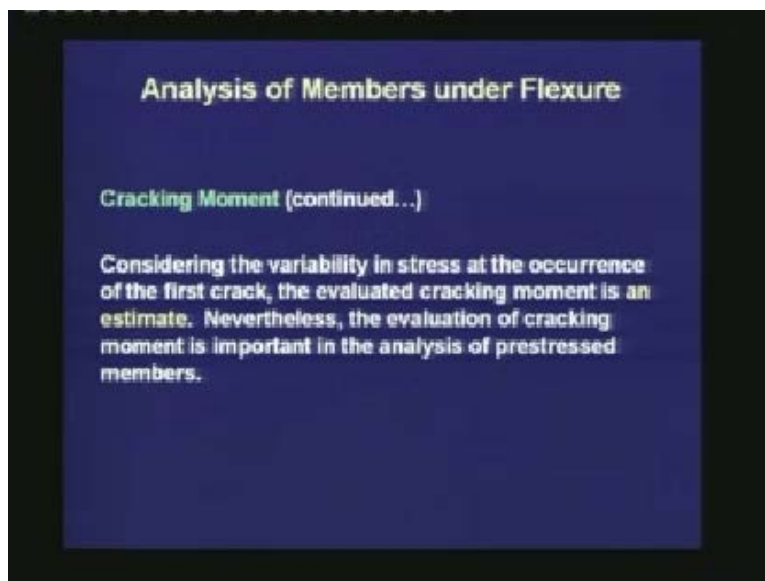 Analysis of Members under Flexure
Cracking Moment (continued…)
Considering the variability in stress at the occurrence
of the first crack, the evaluated cracking moment is an
estimate. Nevertheless, the evaluation of cracking
moment is important in the analysis of prestressed
members.